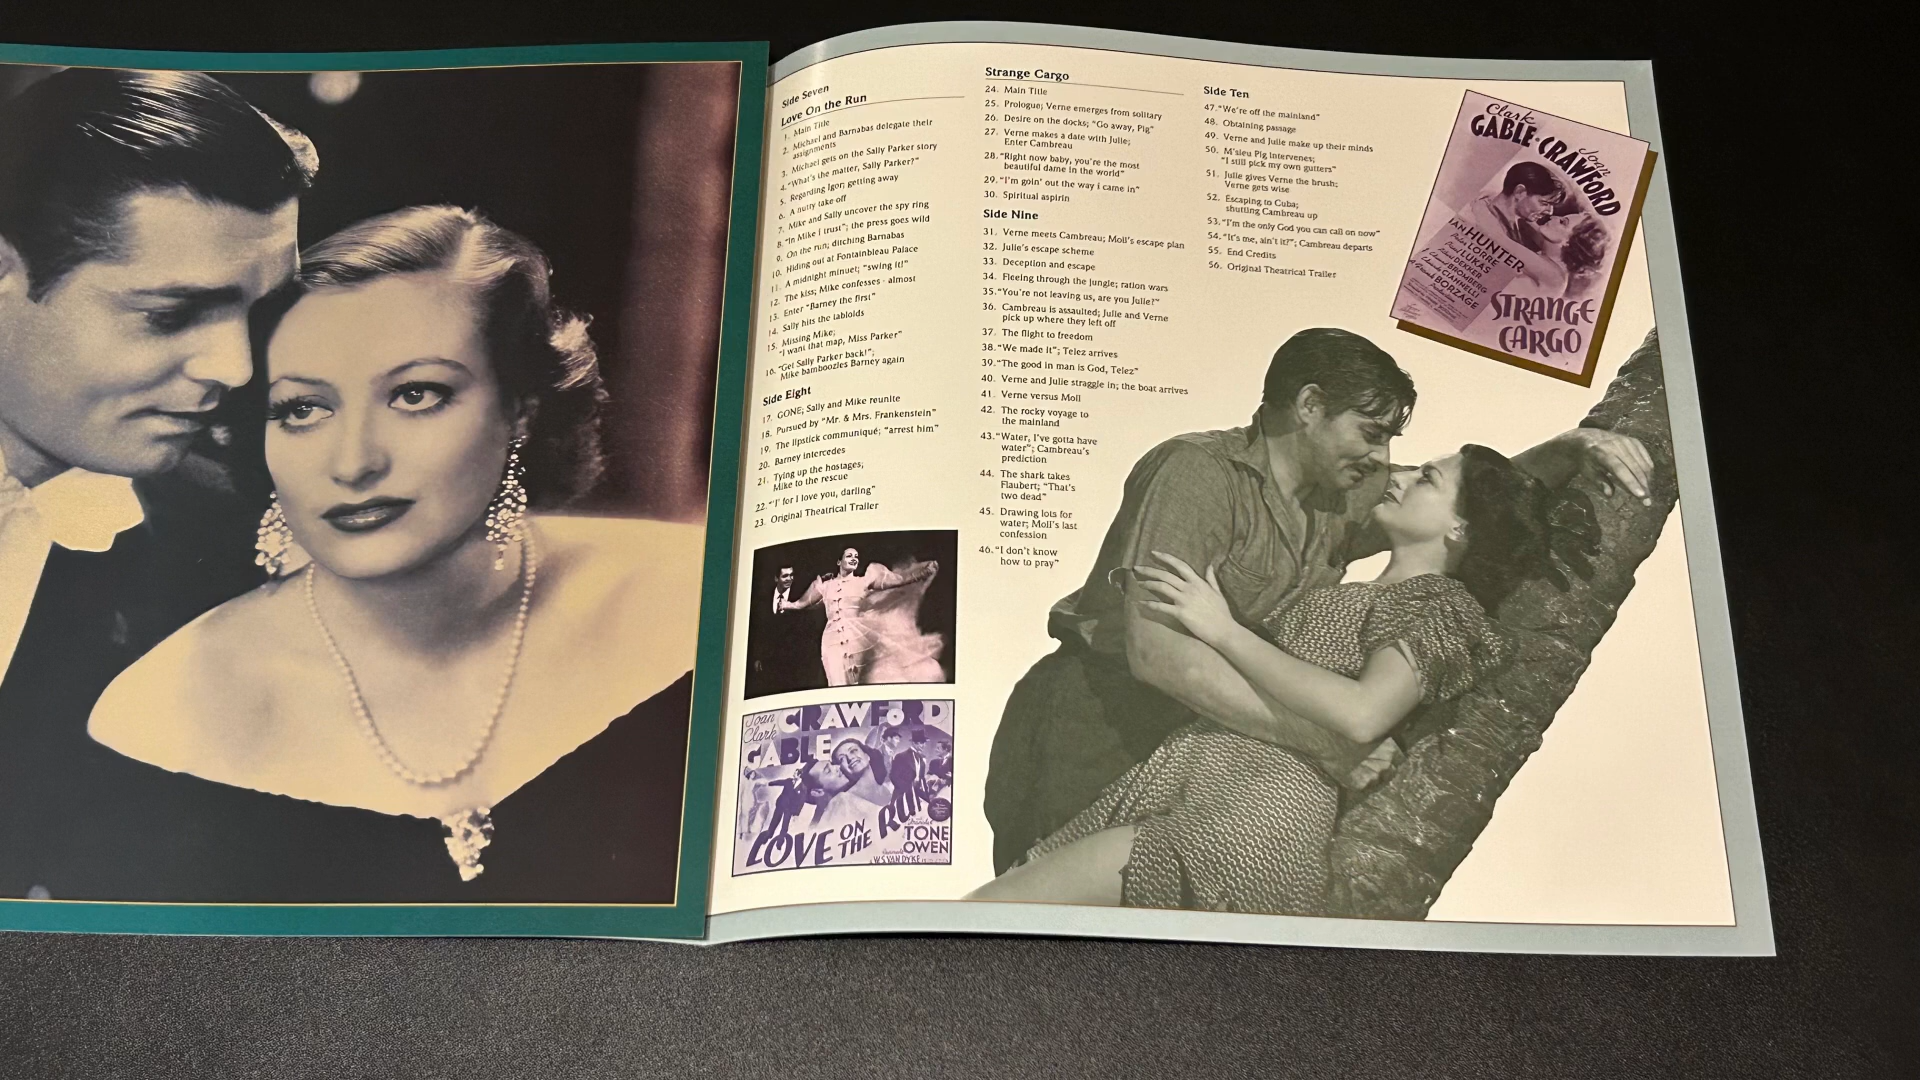 Side Seven
Love On the Run
1. Main Title
2. Michael and Barnabas delegate their
assignments
3. Michael gets on the Sally Parker story
4. "What's the matter, Sally Parker?"
5. Regarding Igor; getting away
6. A nutty take off
7. Mike and Sally uncover the spy ring
8. "In Mike I trust"; the press goes wild
9. On the run; ditching Barnabas
10. Hiding out at Fontainbleau Palace
11. A midnight minuet; "swing it!"
12. The kiss; Mike confesses - almost
13. Enter "Barney the first"
14. Sally hits the tabloids
15. Missing Mike;
"I want that map, Miss Parker"
16. "Get Sally Parker back!";
Mike bamboozles Barney again
Side Eight
17. GONE; Sally and Mike reunite
18. Pursued by "Mr. & Mrs. Frankenstein"
19. The lipstick communiqué; "arrest him"
20. Barney intercedes
21. Tying up the hostages;
Mike to the rescue
22. "'I' for I love you, darling"
23. Original Theatrical Trailer
Joan CRAWFORD
Clark GABLE
LOVE ON THE RUN
TONE
OWEN
W.S. VAN DYKE
Strange Cargo
24. Main Title
25. Prologue; Verne emerges from solitary
26. Desire on the docks; "Go away, Pig"
27. Verne makes a date with Julie;
Enter Cambreau
28. "Right now baby, you're the most
beautiful dame in the world"
29. "I'm goin' out the way I came in"
30. Spiritual aspirin
Side Nine
31. Verne meets Cambreau; Moll's escape plan
32. Julie's escape scheme
33. Deception and escape
34. Fleeing through the jungle; ration wars
35. "You're not leaving us, are you Julie?"
36. Cambreau is assaulted; Julie and Verne
pick up where they left off
37. The flight to freedom
38. "We made it"; Telez arrives
39. "The good in man is God, Telez"
40. Verne and Julie straggle in; the boat arrives
41. Verne versus Moll
42. The rocky voyage to
the mainland
43. "Water, I've gotta have
water"; Cambreau's
prediction
44. The shark takes
Flaubert; "That's
two dead"
45. Drawing lots for
water; Moll's last
confession
46. "I don't know
how to pray"
Side Ten
47. "We're off the mainland"
48. Obtaining passage
49. Verne and Julie make up their minds
50. M'sieu Pig intervenes;
"I still pick my own gutters"
51. Julie gives Verne the brush;
Verne gets wise
52. Escaping to Cuba;
shutting Cambreau up
53. "I'm the only God you can call on now"
54. "It's me, ain't it?"; Cambreau departs
55. End Credits
56. Original Theatrical Trailer
Clark
GABLE - Joan CRAWFORD
IAN HUNTER
Peter LORRE
Paul LUKAS
Albert DEKKER
J. Edward BROMBERG
Eduardo CIANNELLI
A Frank BORZAGE
Production
STRANGE
CARGO